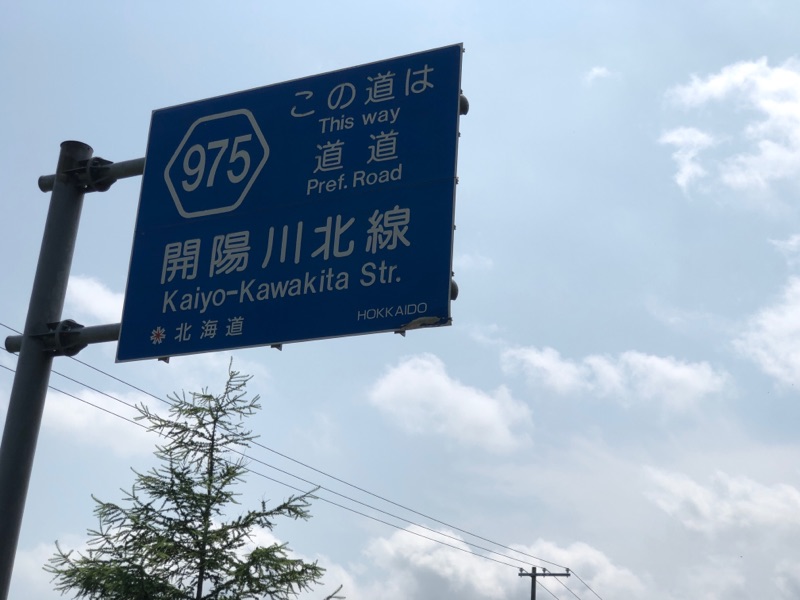 975
この道は
This way
道道
Pref. Road
開陽川北線
Kaiyo-Kawakita Str.
北海道
HOKKAIDO